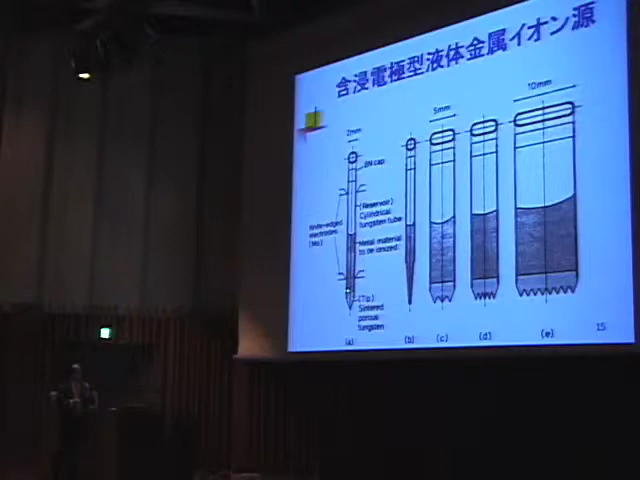 含浸電極型液体金属イオン源
2mm
5mm
10mm
BN cap
(Reservoir)
Cylindrical
tungsten tube
Knife-edged
electrodes
(Mo)
Metal material
to be ionized
(Tip)
Sintered
porous
tungsten
(a)
(b)
(c)
(d)
(e)
15